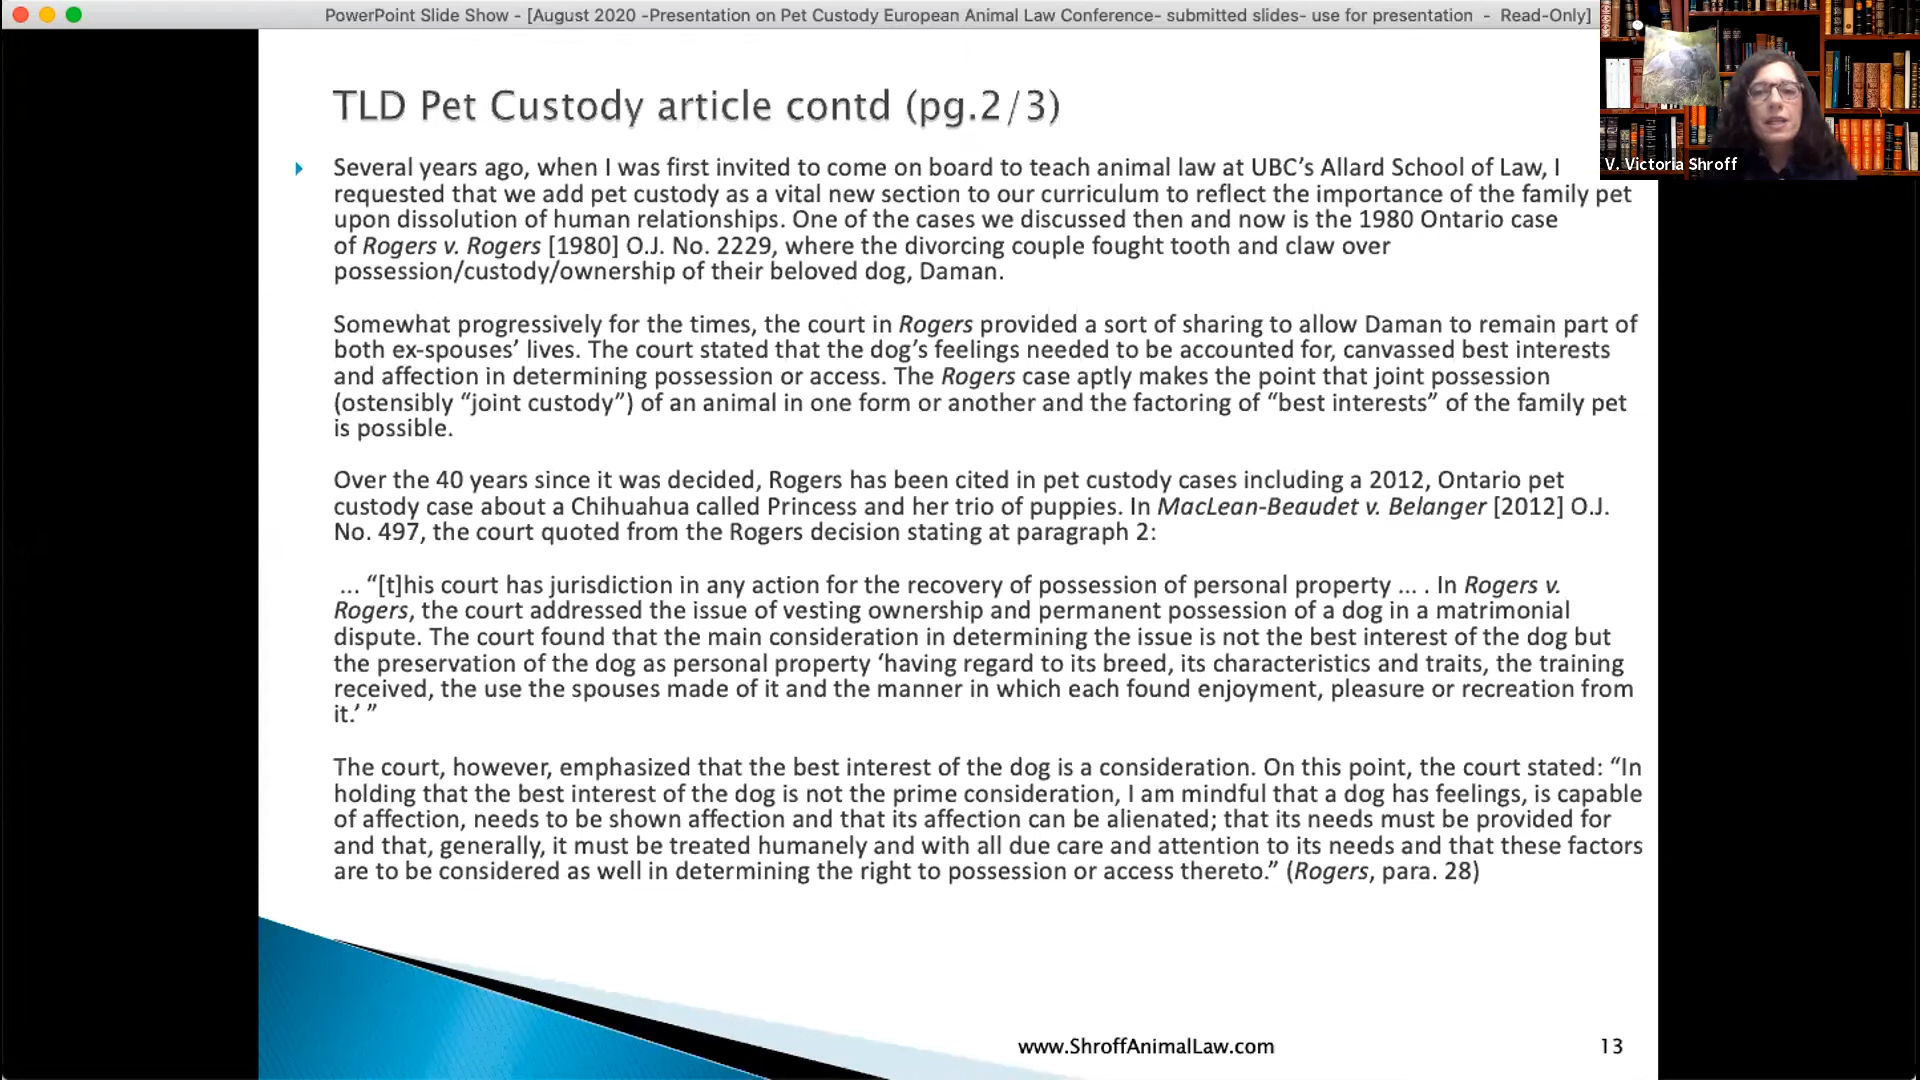 PowerPoint Slide Show - [August 2020 -Presentation on Pet Custody European Animal Law Conference- submitted slides- use for presentation - Read-Only]
V. Victoria Shroff
TLD Pet Custody article contd (pg.2/3)
Several years ago, when I was first invited to come on board to teach animal law at UBC’s Allard School of Law, I
requested that we add pet custody as a vital new section to our curriculum to reflect the importance of the family pet
upon dissolution of human relationships. One of the cases we discussed then and now is the 1980 Ontario case
of Rogers v. Rogers [1980] O.J. No. 2229, where the divorcing couple fought tooth and claw over
possession/custody/ownership of their beloved dog, Daman.
Somewhat progressively for the times, the court in Rogers provided a sort of sharing to allow Daman to remain part of
both ex-spouses’ lives. The court stated that the dog’s feelings needed to be accounted for, canvassed best interests
and affection in determining possession or access. The Rogers case aptly makes the point that joint possession
(ostensibly “joint custody”) of an animal in one form or another and the factoring of “best interests” of the family pet
is possible.
Over the 40 years since it was decided, Rogers has been cited in pet custody cases including a 2012, Ontario pet
custody case about a Chihuahua called Princess and her trio of puppies. In MacLean-Beaudet v. Belanger [2012] O.J.
No. 497, the court quoted from the Rogers decision stating at paragraph 2:
... “[t]his court has jurisdiction in any action for the recovery of possession of personal property ... . In Rogers v.
Rogers, the court addressed the issue of vesting ownership and permanent possession of a dog in a matrimonial
dispute. The court found that the main consideration in determining the issue is not the best interest of the dog but
the preservation of the dog as personal property ‘having regard to its breed, its characteristics and traits, the training
received, the use the spouses made of it and the manner in which each found enjoyment, pleasure or recreation from
it.’ ”
The court, however, emphasized that the best interest of the dog is a consideration. On this point, the court stated: “In
holding that the best interest of the dog is not the prime consideration, I am mindful that a dog has feelings, is capable
of affection, needs to be shown affection and that its affection can be alienated; that its needs must be provided for
and that, generally, it must be treated humanely and with all due care and attention to its needs and that these factors
are to be considered as well in determining the right to possession or access thereto.” (Rogers, para. 28)
www.ShroffAnimalLaw.com
13